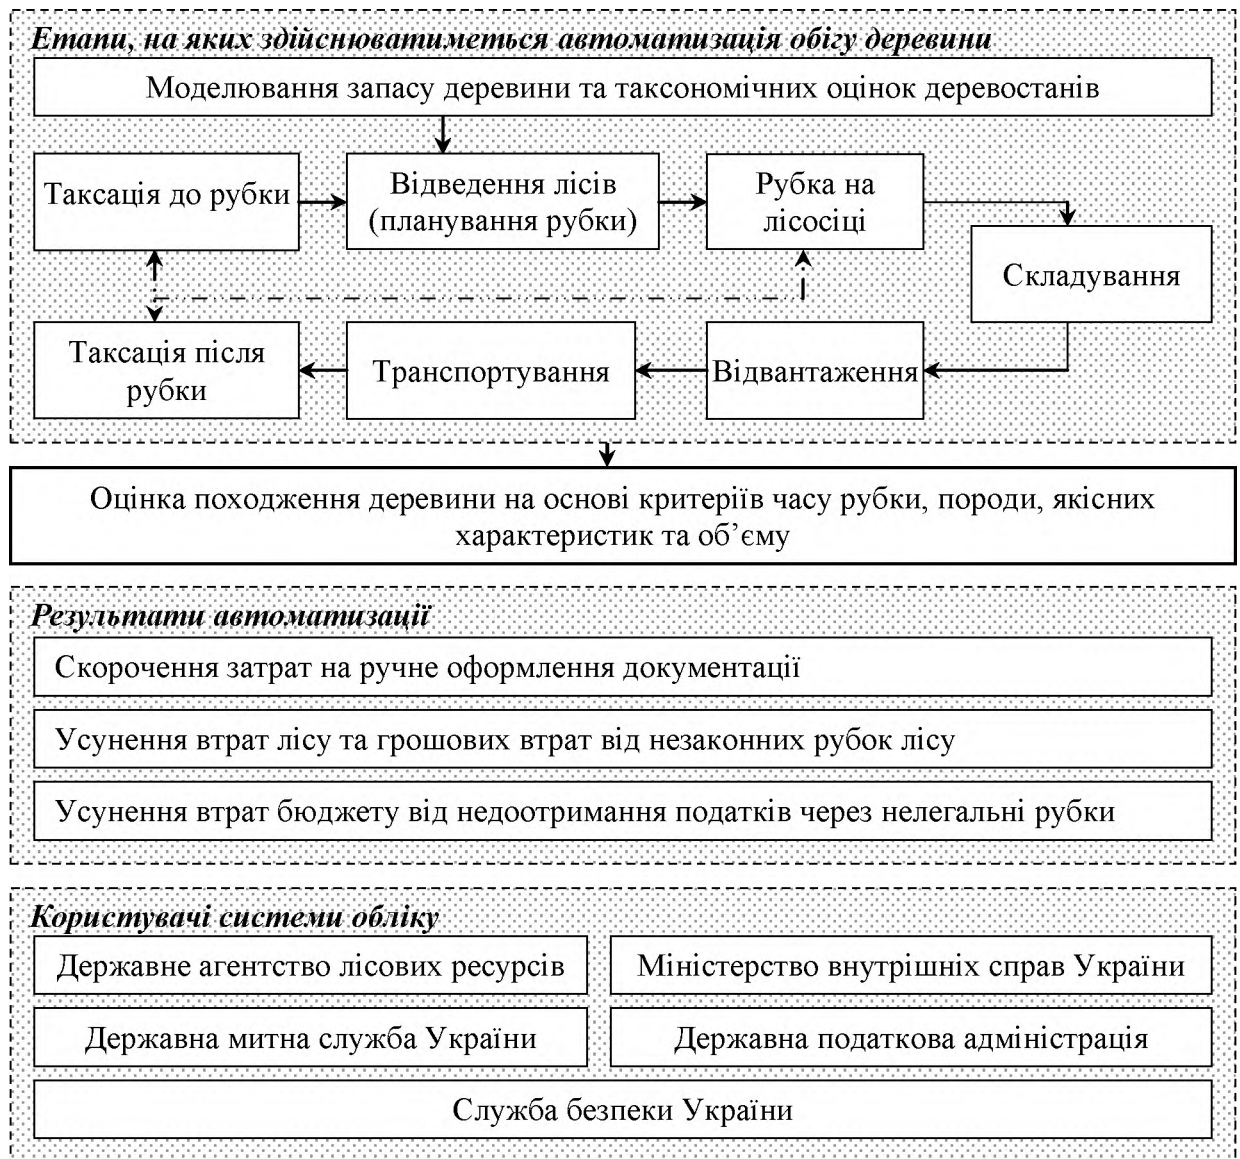 Етапи, на яких здійснюватиметься автоматизація обігу деревини
Моделювання запасу деревини та таксономічних оцінок деревостанів
Таксація до рубки
Відведення лісів
(планування рубки)
Рубка на
лісосіці
Складування
Таксація після
рубки
Транспортування
Відвантаження
Оцінка походження деревини на основі критеріїв часу рубки, породи, якісних
характеристик та об’єму
Результати автоматизації
Скорочення затрат на ручне оформлення документації
Усунення втрат лісу та грошових втрат від незаконних рубок лісу
Усунення втрат бюджету від недоотримання податків через нелегальні рубки
Користувачі системи обліку
Державне агентство лісових ресурсів
Міністерство внутрішніх справ України
Державна митна служба України
Державна податкова адміністрація
Служба безпеки України